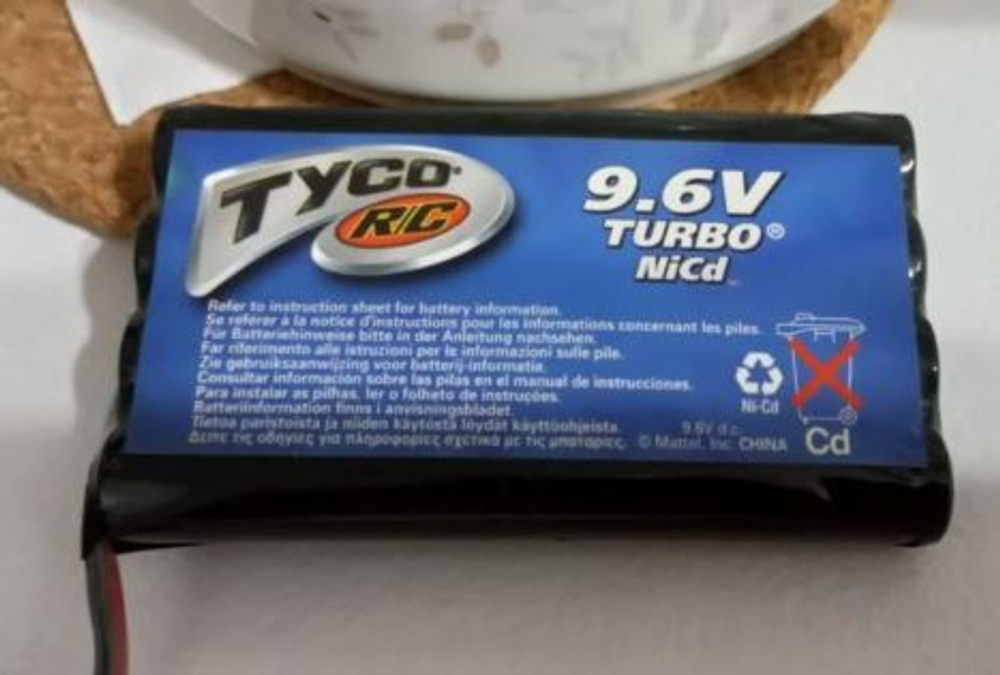 TYCO R/C
9.6V
TURBO®
NiCd
Refer to instruction sheet for battery information.
Se référer à la notice d'instructions pour les informations concernant les piles.
Für Batteriehinweise bitte in der Anleitung nachsehen.
Far riferimento alle istruzioni per le informazioni sulle pile.
Zie gebruiksaanwijzing voor batterij-informatie.
Consultar información sobre las pilas en el manual de instrucciones.
Para instalar as pilhas, ler o folheto de instruções.
Batteriinformation finns i anvisningsbladet.
Tietoa paristoista ja niiden käytöstä löydät käyttöohjeista.
Δείτε τις οδηγίες για πληροφορίες σχετικά με τις μπαταρίες.
Ni-Cd
9.6V d.c.
© Mattel, Inc. CHINA
Cd